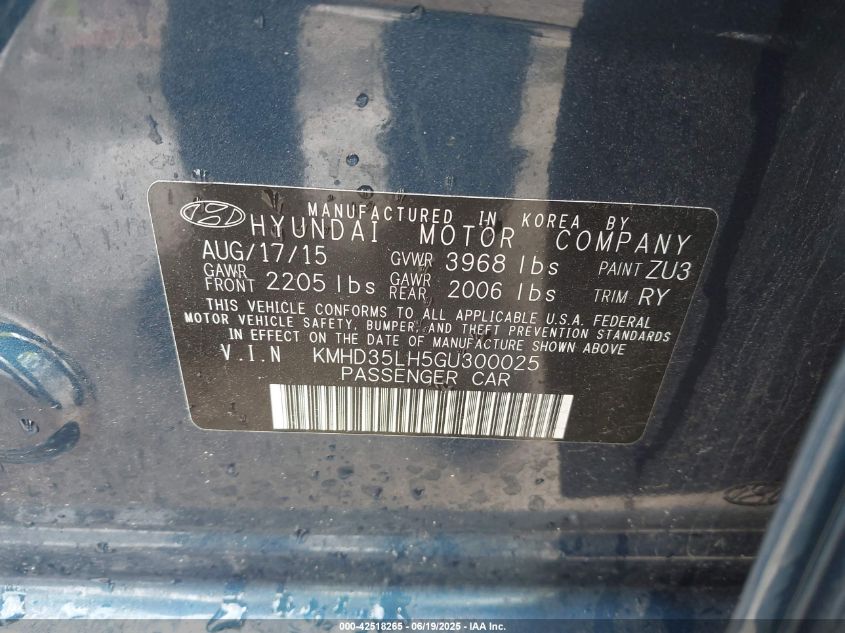 MANUFACTURED IN KOREA BY
HYUNDAI MOTOR COMPANY
AUG/17/15 GVWR 3968 lbs PAINT ZU3
GAWR FRONT 2205 lbs GAWR REAR 2006 lbs TRIM RY
THIS VEHICLE CONFORMS TO ALL APPLICABLE U.S.A. FEDERAL
MOTOR VEHICLE SAFETY, BUMPER, AND THEFT PREVENTION STANDARDS
IN EFFECT ON THE DATE OF MANUFACTURE SHOWN ABOVE
V.I.N KMHD35LH5GU300025
PASSENGER CAR
000-42518265 - 06/19/2025 - IAA Inc.